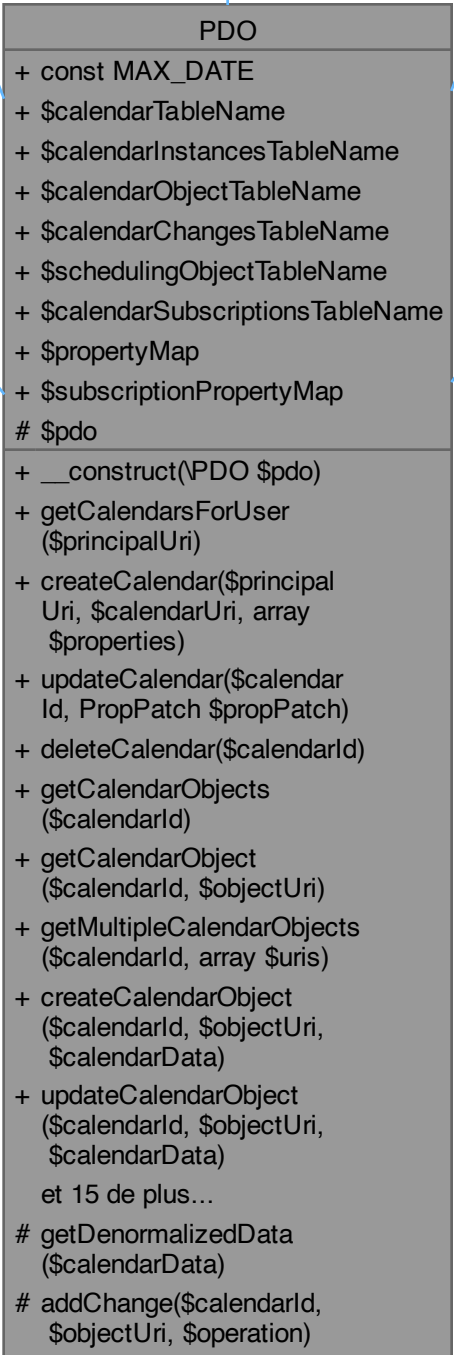 PDO
+ const MAX_DATE
+ $calendarTableName
+ $calendarInstancesTableName
+ $calendarObjectTableName
+ $calendarChangesTableName
+ $schedulingObjectTableName
+ $calendarSubscriptionsTableName
+ $propertyMap
+ $subscriptionPropertyMap
# $pdo
+ __construct(\PDO $pdo)
+ getCalendarsForUser
($principalUri)
+ createCalendar($principal
Uri, $calendarUri, array
$properties)
+ updateCalendar($calendar
Id, PropPatch $propPatch)
+ deleteCalendar($calendarId)
+ getCalendarObjects
($calendarId)
+ getCalendarObject
($calendarId, $objectUri)
+ getMultipleCalendarObjects
($calendarId, array $uris)
+ createCalendarObject
($calendarId, $objectUri,
$calendarData)
+ updateCalendarObject
($calendarId, $objectUri,
$calendarData)
et 15 de plus...
# getDenormalizedData
($calendarData)
# addChange($calendarId,
$objectUri, $operation)